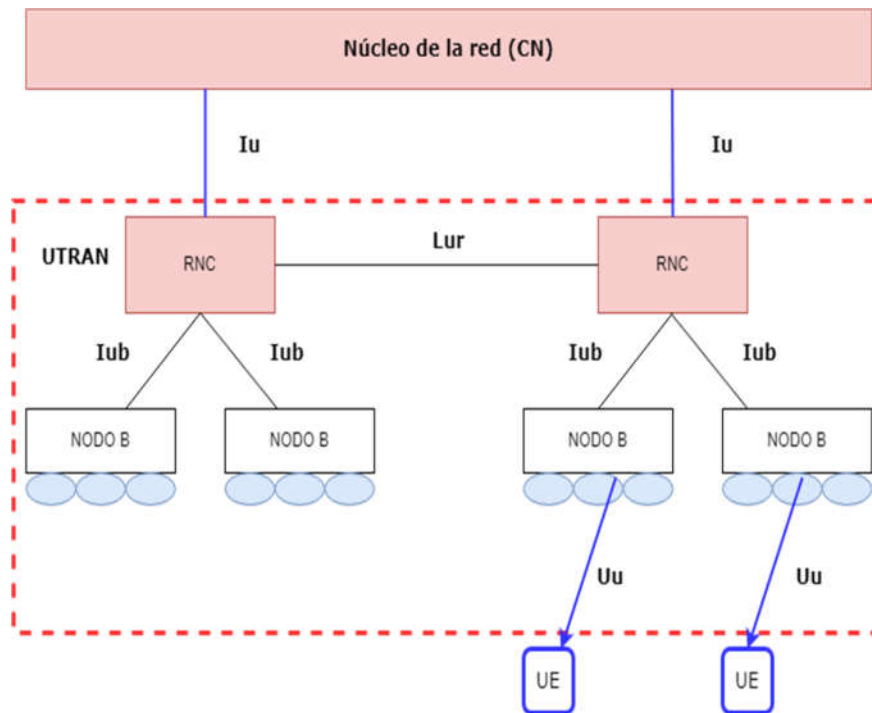 Núcleo de la red (CN)
Iu
Iu
UTRAN
RNC
Lur
RNC
Iub
Iub
Iub
Iub
NODO B
NODO B
NODO B
NODO B
Uu
Uu
UE
UE